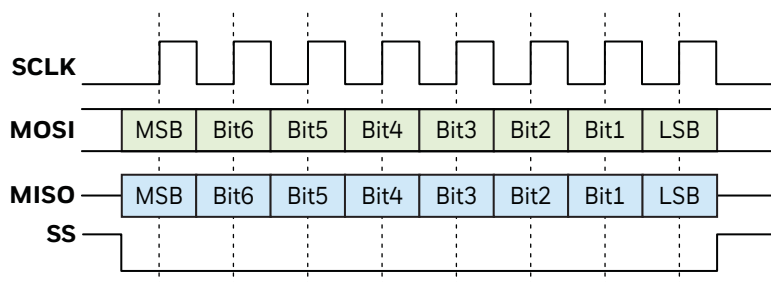 SCLK
MOSI MSB Bit6 Bit5 Bit4 Bit3 Bit2 Bit1 LSB
MISO MSB Bit6 Bit5 Bit4 Bit3 Bit2 Bit1 LSB
SS